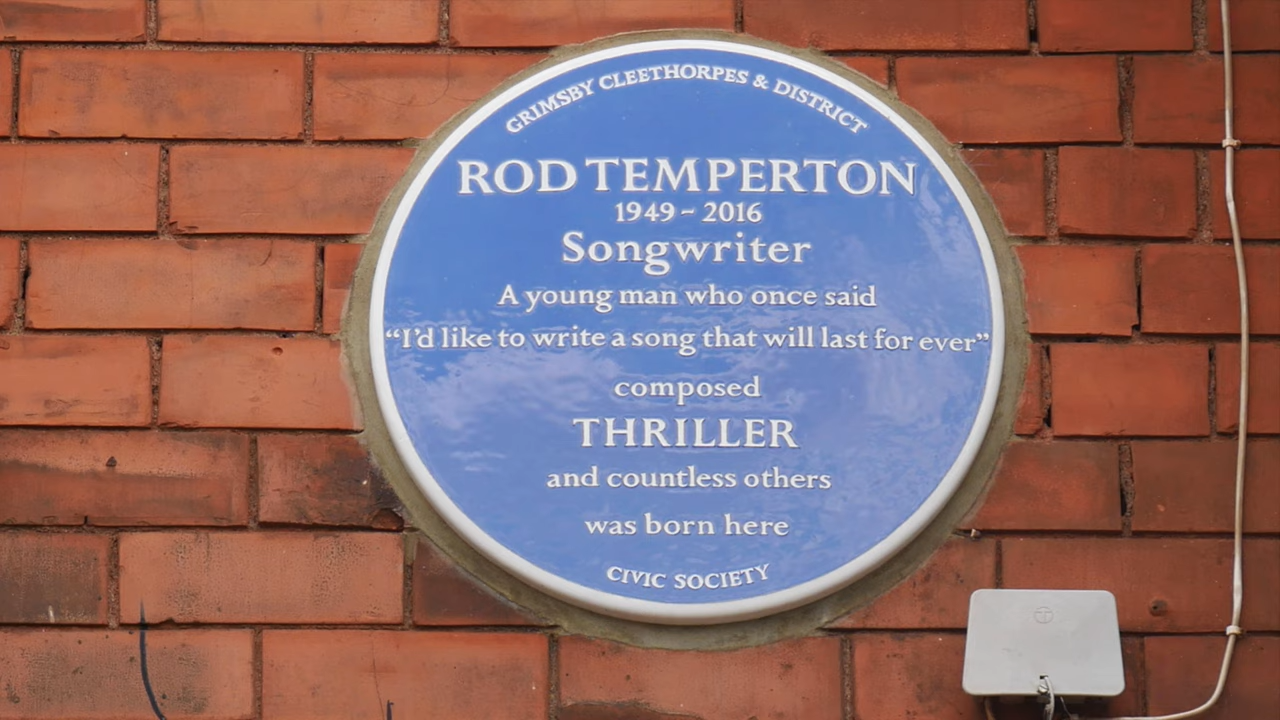 GRIMSBY CLEETHORPES & DISTRICT
ROD TEMPERTON
1949 - 2016
Songwriter
A young man who once said
“I’d like to write a song that will last for ever”
composed
THRILLER
and countless others
was born here
CIVIC SOCIETY